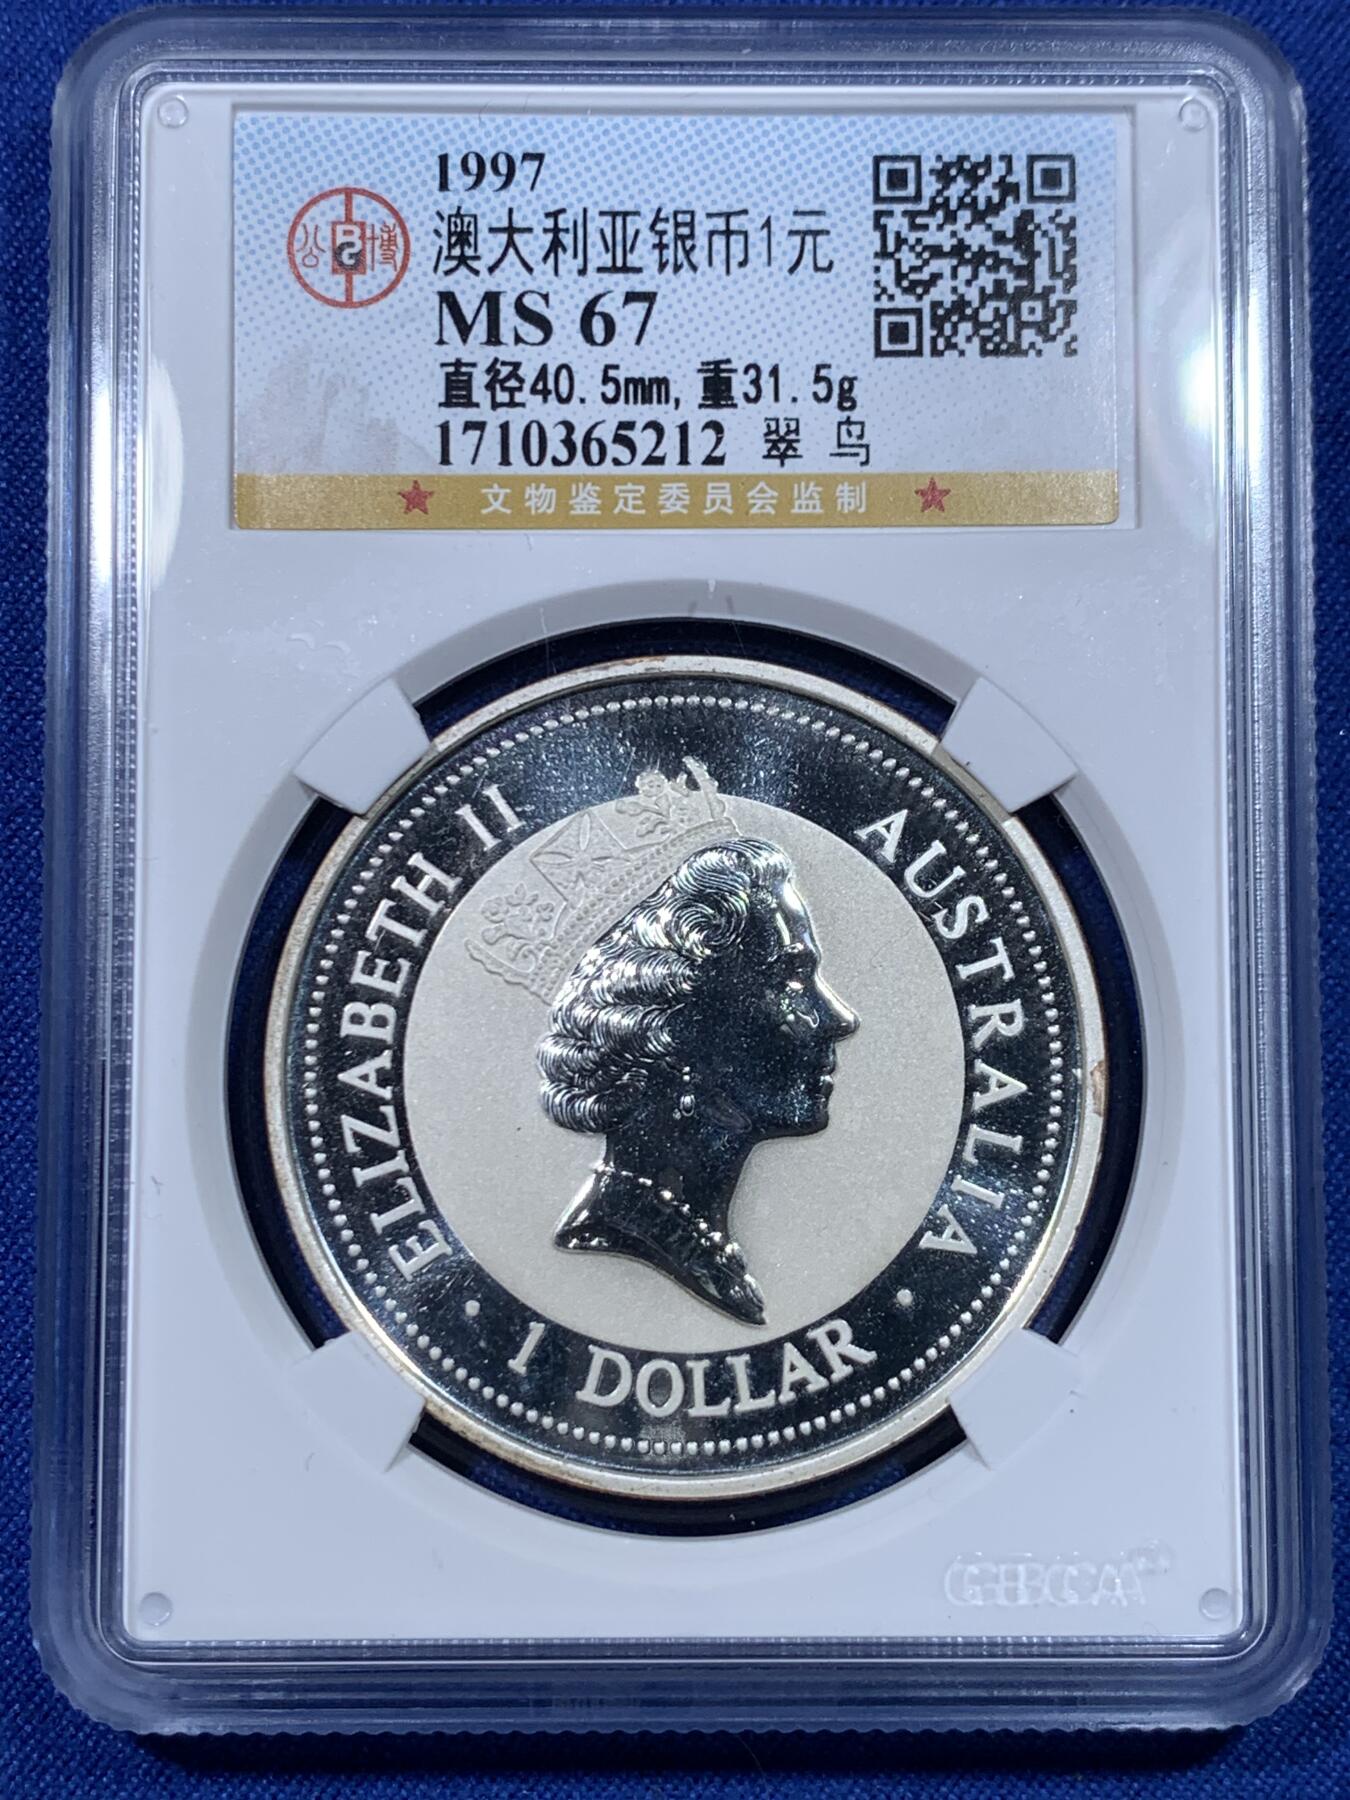 1997
公 博
澳大利亚银币1元
MS 67
直径40.5mm,重31.5g
1710365212 翠鸟
★ 文物鉴定委员会监制 ★
ELIZABETH II
AUSTRALIA
· 1 DOLLAR ·
GBCA